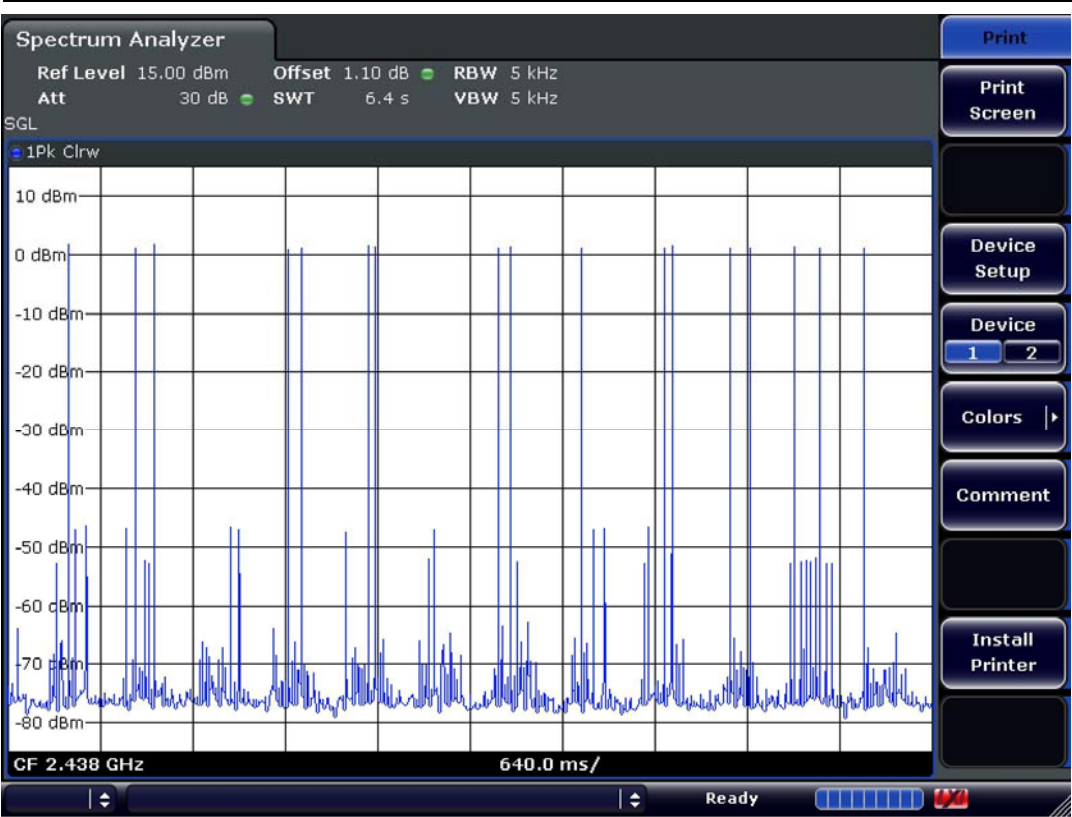 Spectrum Analyzer
Ref Level 15.00 dBm Offset 1.10 dB RBW 5 kHz
Att 30 dB SWT 6.4 s VBW 5 kHz
SGL
1Pk Clrw
10 dBm
0 dBm
-10 dBm
-20 dBm
-30 dBm
-40 dBm
-50 dBm
-60 dBm
-70 dBm
-80 dBm
CF 2.438 GHz 640.0 ms/
Ready
Print
Print
Screen
Device
Setup
Device
1 2
Colors
Comment
Install
Printer